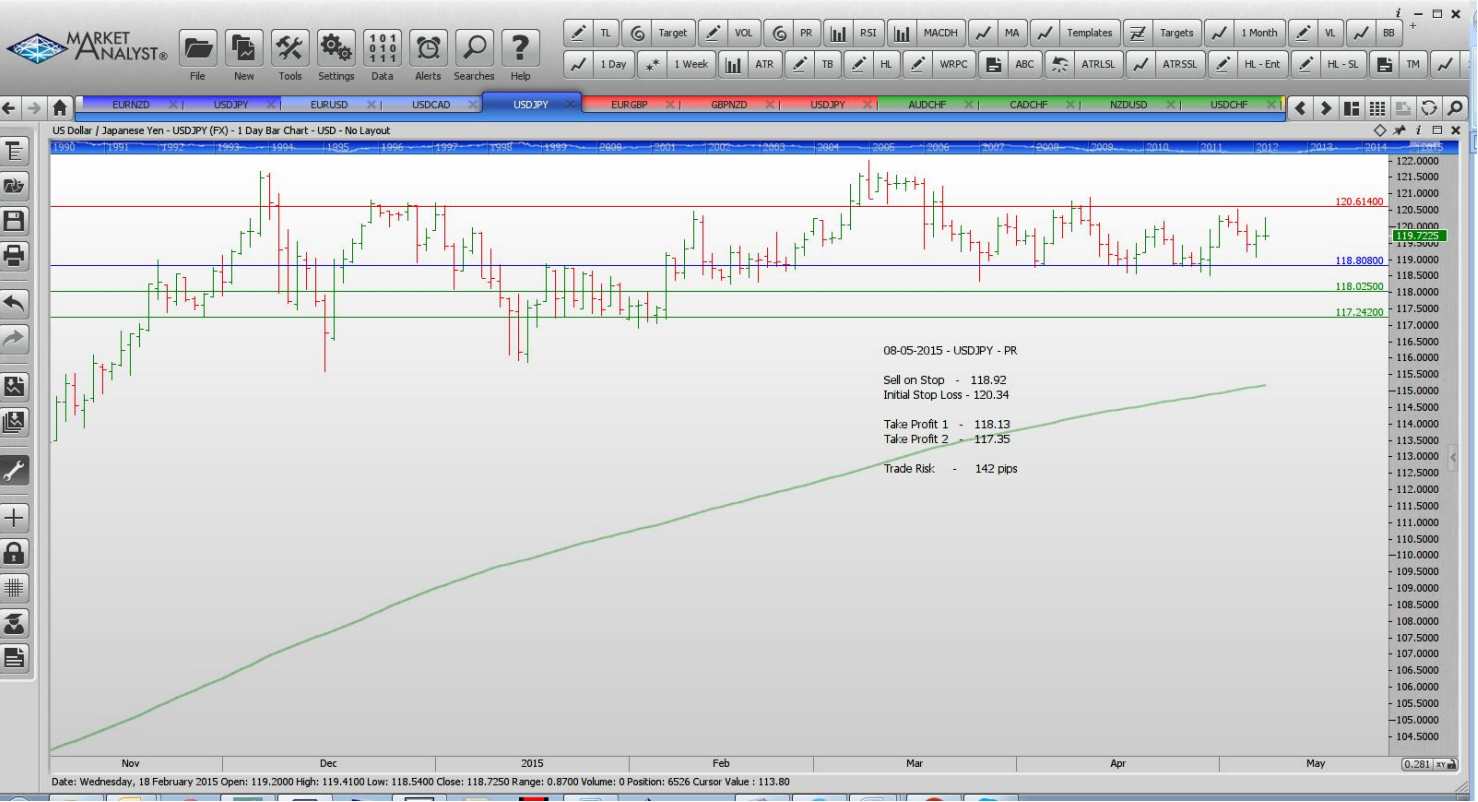 MARKET ANALYST®
File New Tools Settings Data Alerts Searches Help
TL Target VOL PR RSI MACDH MA Templates Targets 1 Month VL BB
1 Day 1 Week ATR TB HL WRPC ABC ATRLSL ATRSSL HL - Ent HL - SL TM
EURNZD USDJPY EURUSD USDCAD USDJPY EURGBP GBPNZD USDJPY AUDCHF CADCHF NZDUSD USDCHF
US Dollar / Japanese Yen - USDJPY (FX) - 1 Day Bar Chart - USD - No Layout
1990 1991 1992 1993 1994 1995 1996 1997 1998 1999 2000 2001 2002 2003 2004 2005 2006 2007 2008 2009 2010 2011 2012 2013 2014 2015
122.0000
121.5000
121.0000
120.61400
120.5000
120.0000
119.7225
119.5000
119.0000
118.80800
118.5000
118.02500
118.0000
117.5000
117.24200
117.0000
116.5000
116.0000
115.5000
115.0000
114.5000
114.0000
113.5000
113.0000
112.5000
112.0000
111.5000
111.0000
110.5000
110.0000
109.5000
109.0000
108.5000
108.0000
107.5000
107.0000
106.5000
106.0000
105.5000
105.0000
104.5000
08-05-2015 - USDJPY - PR
Sell on Stop - 118.92
Initial Stop Loss - 120.34
Take Profit 1 - 118.13
Take Profit 2 - 117.35
Trade Risk - 142 pips
Nov Dec 2015 Feb Mar Apr May
0.281 XY
Date: Wednesday, 18 February 2015 Open: 119.2000 High: 119.4100 Low: 118.5400 Close: 118.7250 Range: 0.8700 Volume: 0 Position: 6526 Cursor Value : 113.80